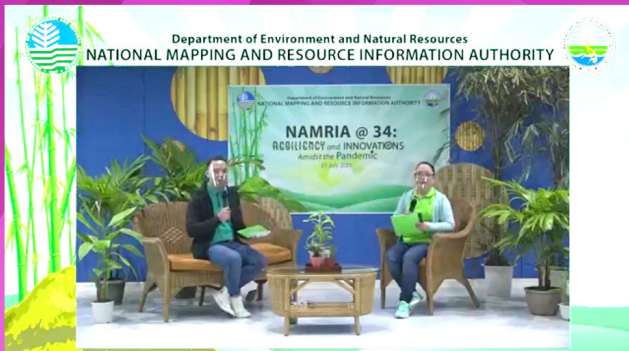 Department of Environment and Natural Resources
NATIONAL MAPPING AND RESOURCE INFORMATION AUTHORITY
Department of Environment and Natural Resources
NATIONAL MAPPING AND RESOURCE INFORMATION AUTHORITY
NAMRIA @ 34:
RESILIENCY and INNOVATIONS
Amidst the Pandemic